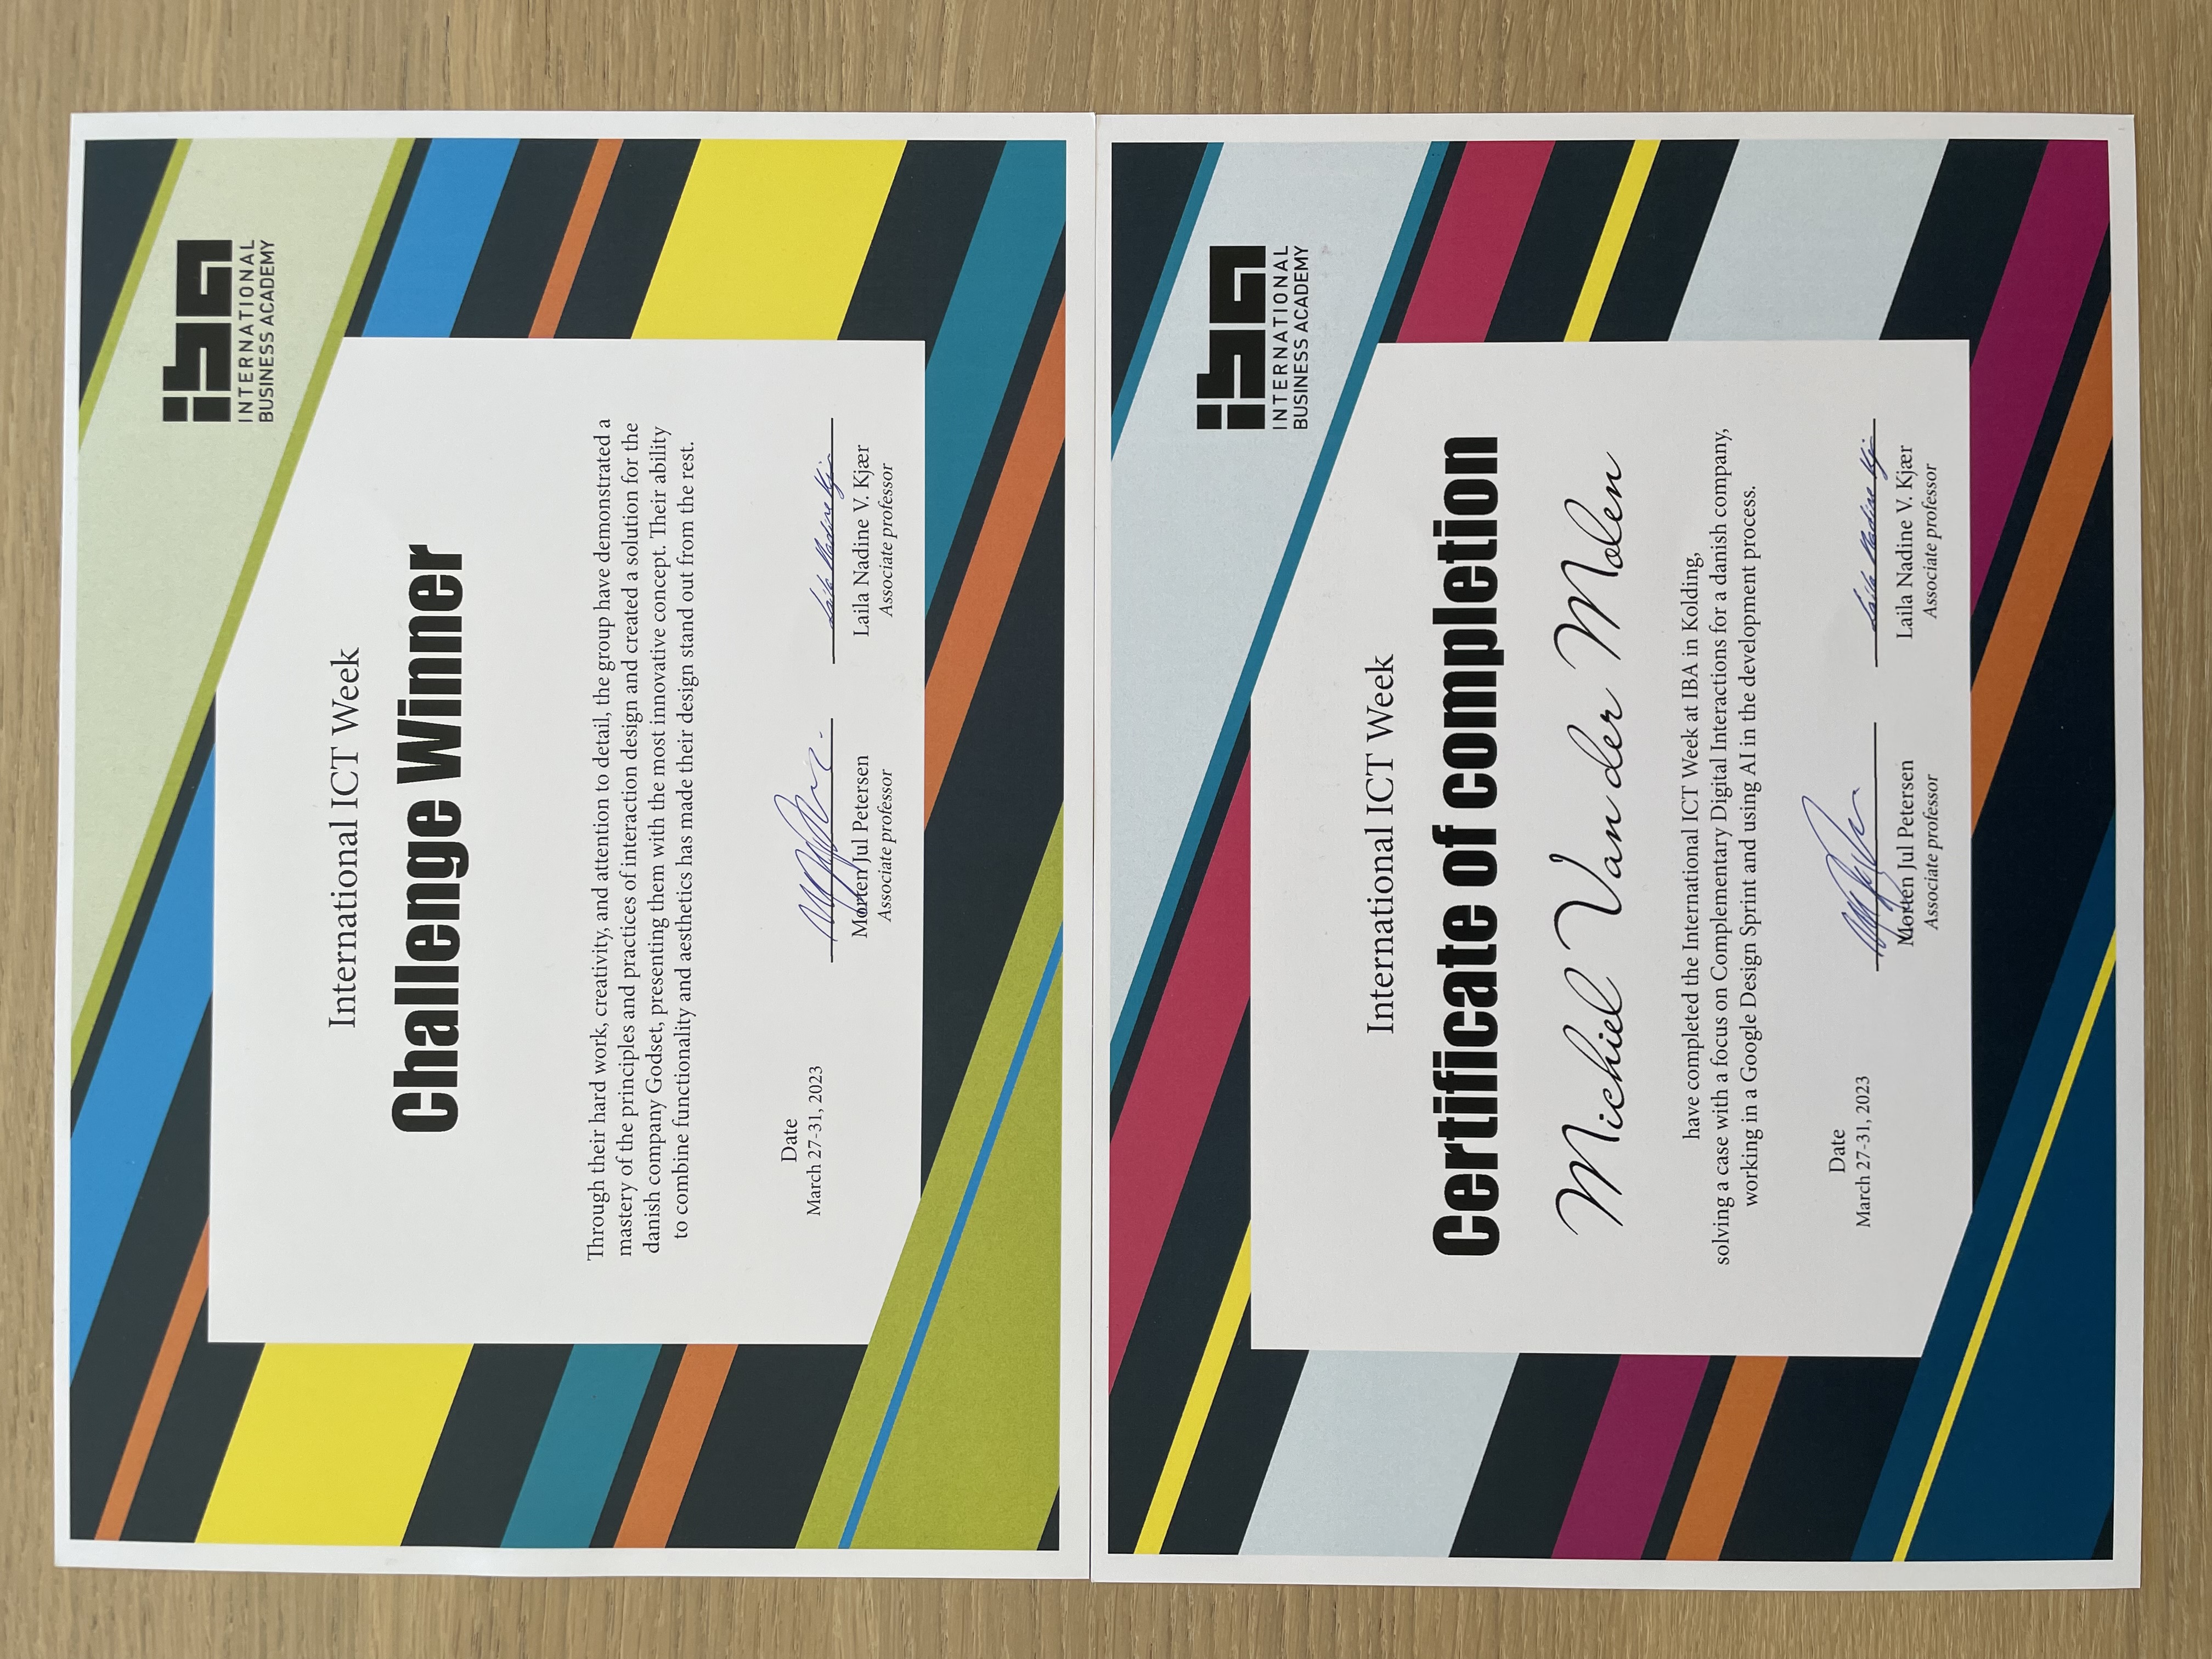 iba
INTERNATIONAL
BUSINESS ACADEMY
International ICT Week
Challenge Winner
Through their hard work, creativity, and attention to detail, the group have demonstrated a
mastery of the principles and practices of interaction design and created a solution for the
danish company Godset, presenting them with the most innovative concept. Their ability
to combine functionality and aesthetics has made their design stand out from the rest.
Date
March 27-31, 2023
Laila Nadine Kjær
Morten Jul Petersen
Associate professor
Laila Nadine V. Kjær
Associate professor
iba
INTERNATIONAL
BUSINESS ACADEMY
International ICT Week
Certificate of completion
Michiel Van der Molen
have completed the International ICT Week at IBA in Kolding,
solving a case with a focus on Complementary Digital Interactions for a danish company,
working in a Google Design Sprint and using AI in the development process.
Date
March 27-31, 2023
Laila Nadine Kjær
Morten Jul Petersen
Associate professor
Laila Nadine V. Kjær
Associate professor